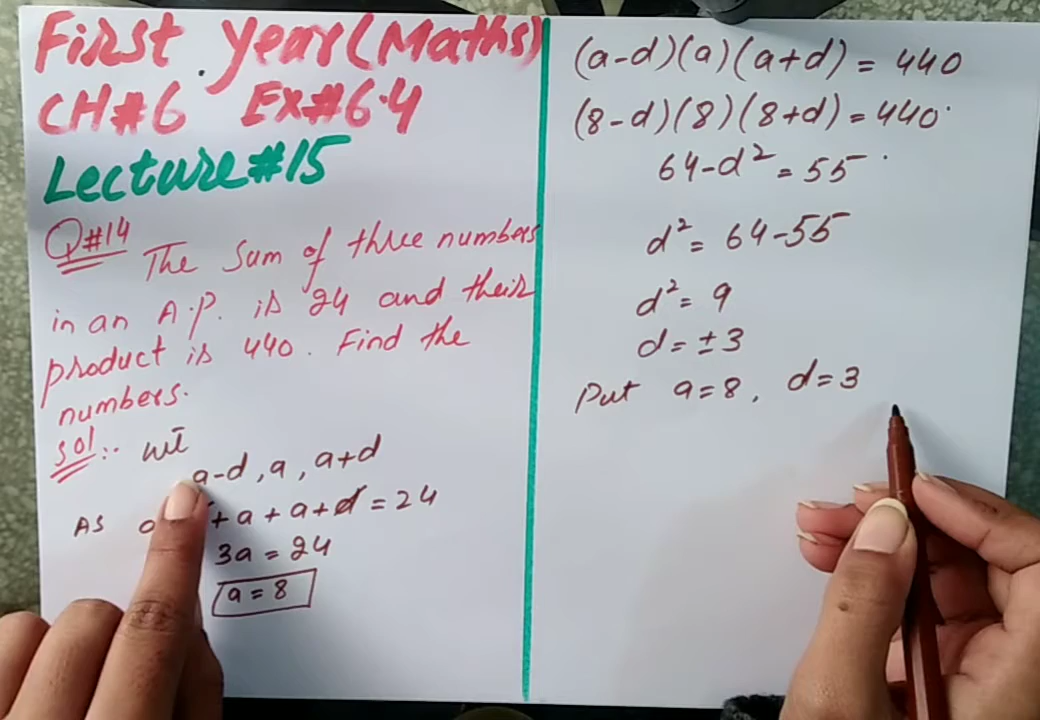 First year (Maths)
CH#6 EX#6.4
Lecture#15
Q#14 The Sum of three numbers
in an A.P. is 24 and their
product is 440. Find the
numbers.
Sol:.
a-d, a, a+d
As + a + a + d = 24
3a = 24
a = 8
(a-d)(a)(a+d) = 440
(8-d)(8)(8+d) = 440
64-d² = 55
d² = 64-55
d² = 9
d = ±3
Put a=8, d=3